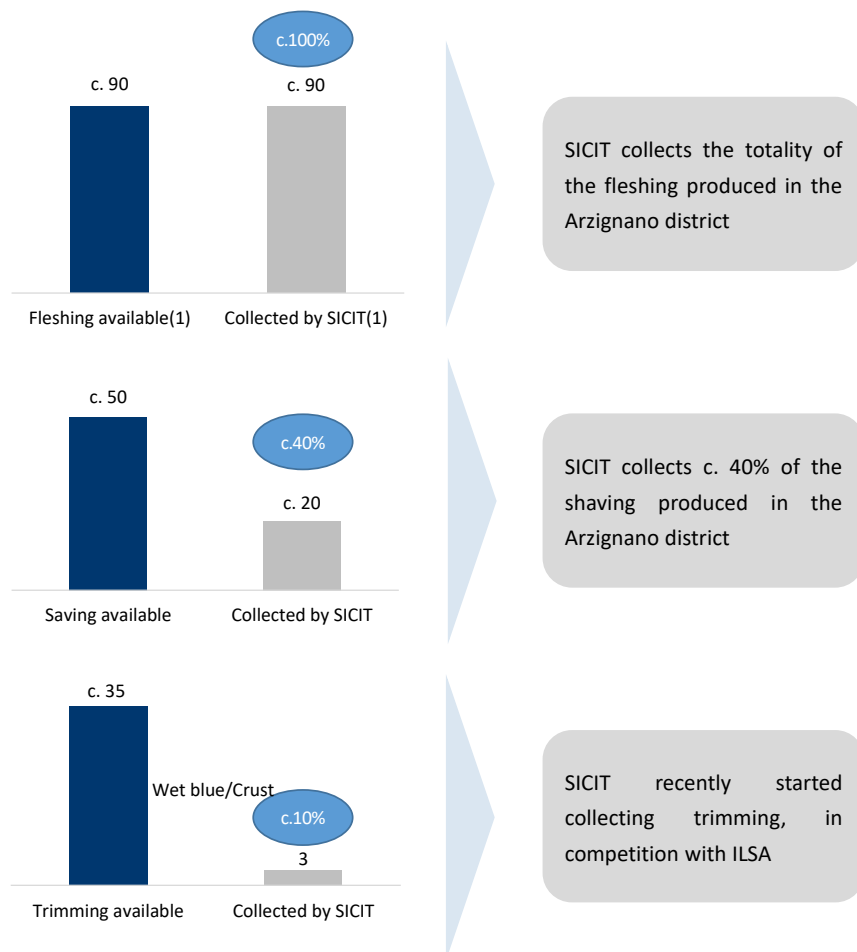 c.100%
c. 90
c. 90
Fleshing available(1)
Collected by SICIT(1)
SICIT collects the totality of
the fleshing produced in the
Arzignano district
c. 50
c.40%
c. 20
Saving available
Collected by SICIT
SICIT collects c. 40% of the
shaving produced in the
Arzignano district
c. 35
Wet blue/Crust
c.10%
3
Trimming available
Collected by SICIT
SICIT recently started
collecting trimming, in
competition with ILSA